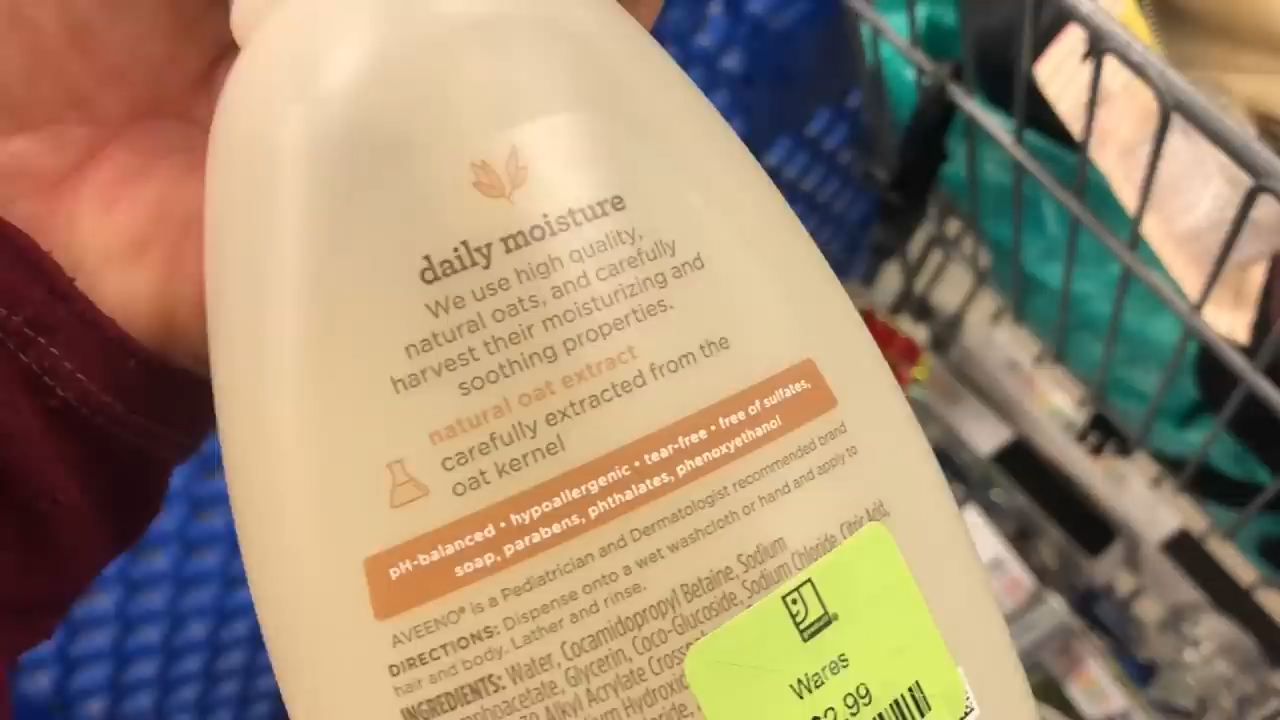 daily moisture
We use high quality,
natural oats, and carefully
harvest their moisturizing and
soothing properties.
natural oat extract
carefully extracted from the
oat kernel
pH-balanced • hypoallergenic • tear-free • free of sulfates,
soap, parabens, phthalates, phenoxyethanol
AVEENO® is a Pediatrician and Dermatologist recommended brand
DIRECTIONS: Dispense onto a wet washcloth or hand and apply to
hair and body. Lather and rinse.
INGREDIENTS: Water, Cocamidopropyl Betaine, Sodium
Glycerin, Coco-Glucoside, Sodium Chloride, Citric Acid,
Alkyl Acrylate
Wares
2.99